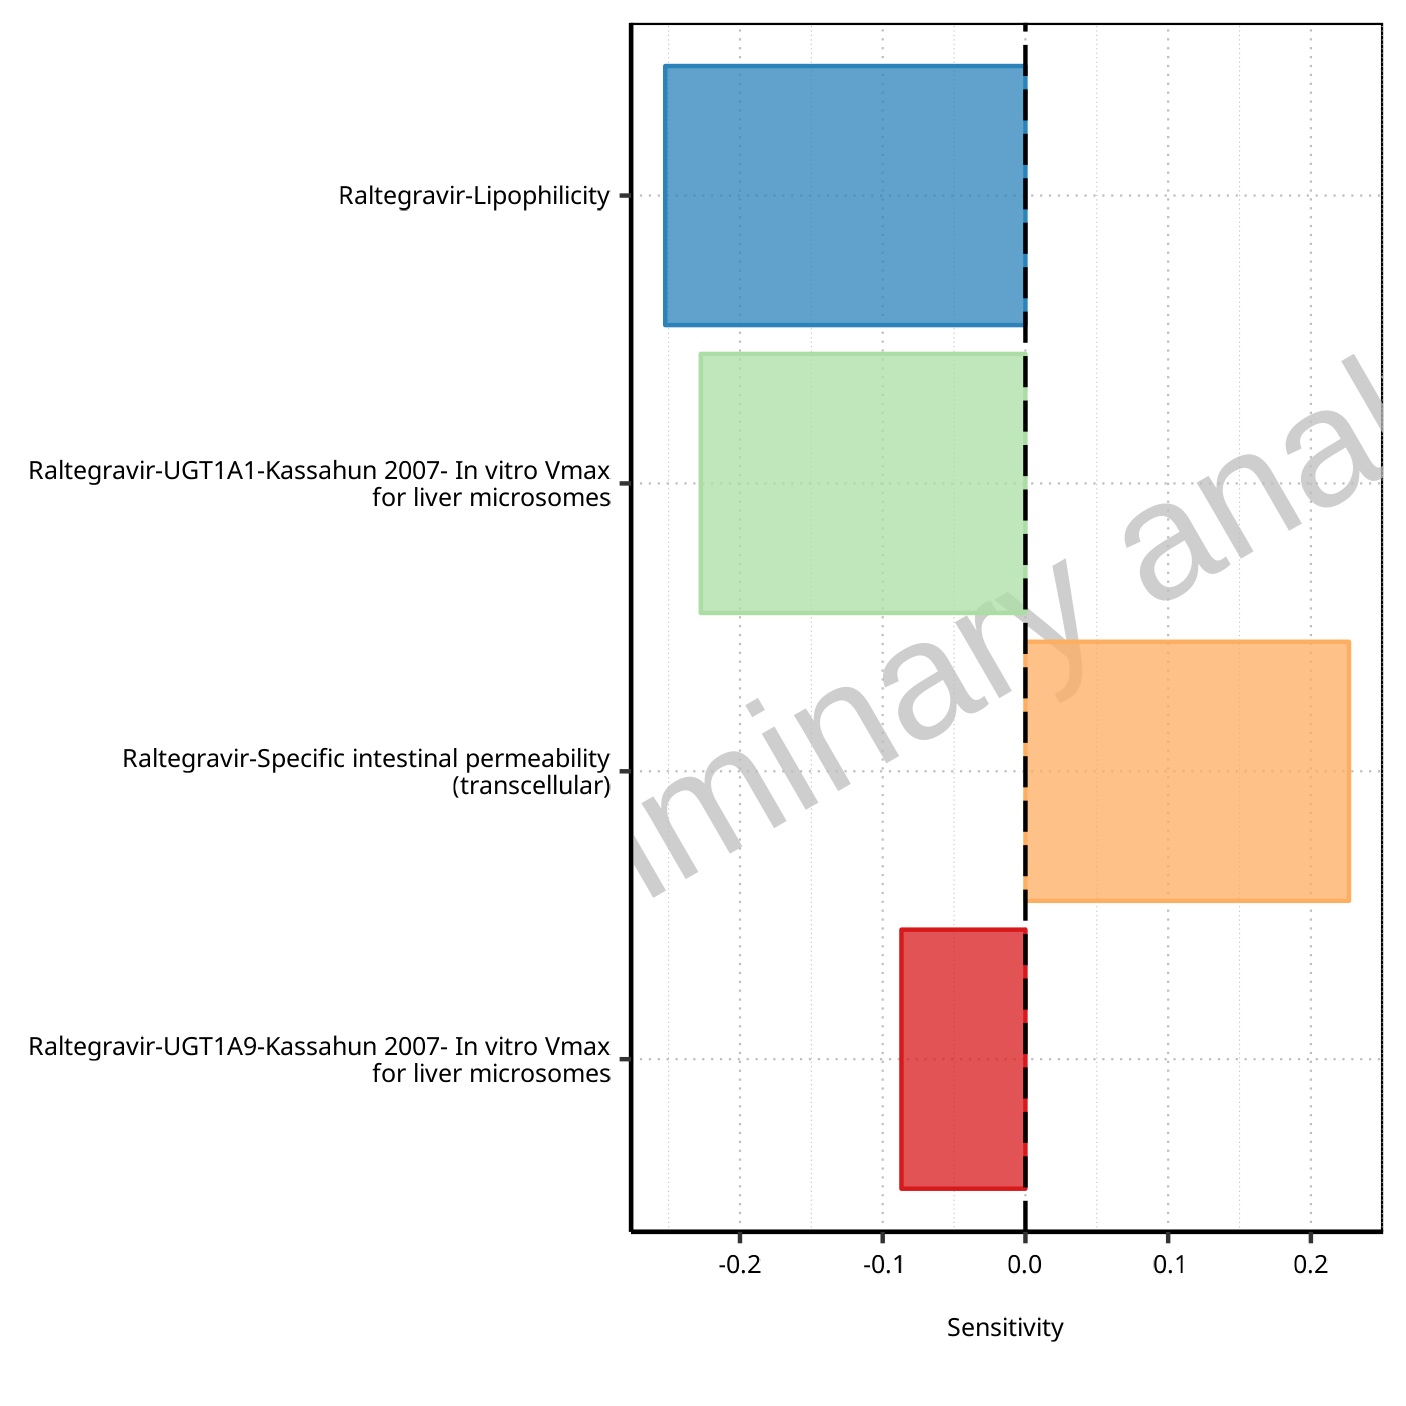 Raltegravir-Lipophilicity
Raltegravir-UGT1A1-Kassahun 2007- In vitro Vmax
for liver microsomes
Raltegravir-Specific intestinal permeability
(transcellular)
Raltegravir-UGT1A9-Kassahun 2007- In vitro Vmax
for liver microsomes
minary anal
-0.2 -0.1 0.0 0.1 0.2
Sensitivity